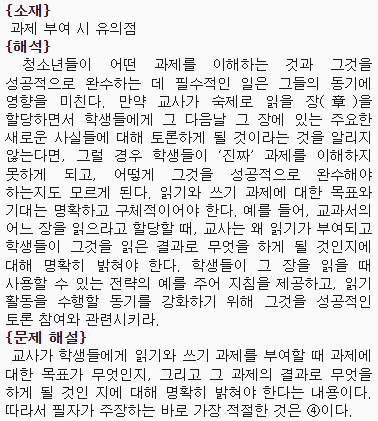 {소재}
과제 부여 시 유의점
{해석}
청소년들이 어떤 과제를 이해하는 것과 그것을
성공적으로 완수하는 데 필수적인 일은 그들의 동기에
영향을 미친다. 만약 교사가 숙제로 읽을 장(章)을
할당하면서 학생들에게 그 다음날 그 장에 있는 주요한
새로운 사실들에 대해 토론하게 될 것이라는 것을 알리지
않는다면, 그럴 경우 학생들이 ‘진짜’ 과제를 이해하지
못하게 되고, 어떻게 그것을 성공적으로 완수해야
하는지도 모르게 된다. 읽기와 쓰기 과제에 대한 목표와
기대는 명확하고 구체적이어야 한다. 예를 들어, 교과서의
어느 장을 읽으라고 할당할 때, 교사는 왜 읽기가 부여되고
학생들이 그것을 읽은 결과로 무엇을 하게 될 것인지에
대해 명확히 밝혀야 한다. 학생들이 그 장을 읽을 때
사용할 수 있는 전략의 예를 주어 지침을 제공하고, 읽기
활동을 수행할 동기를 강화하기 위해 그것을 성공적인
토론 참여와 관련시키라.
{문제 해설}
교사가 학생들에게 읽기와 쓰기 과제를 부여할 때 과제에
대한 목표가 무엇인지, 그리고 그 과제의 결과로 무엇을
하게 될 것인 지에 대해 명확히 밝혀야 한다는 내용이다.
따라서 필자가 주장하는 바로 가장 적절한 것은 ④이다.